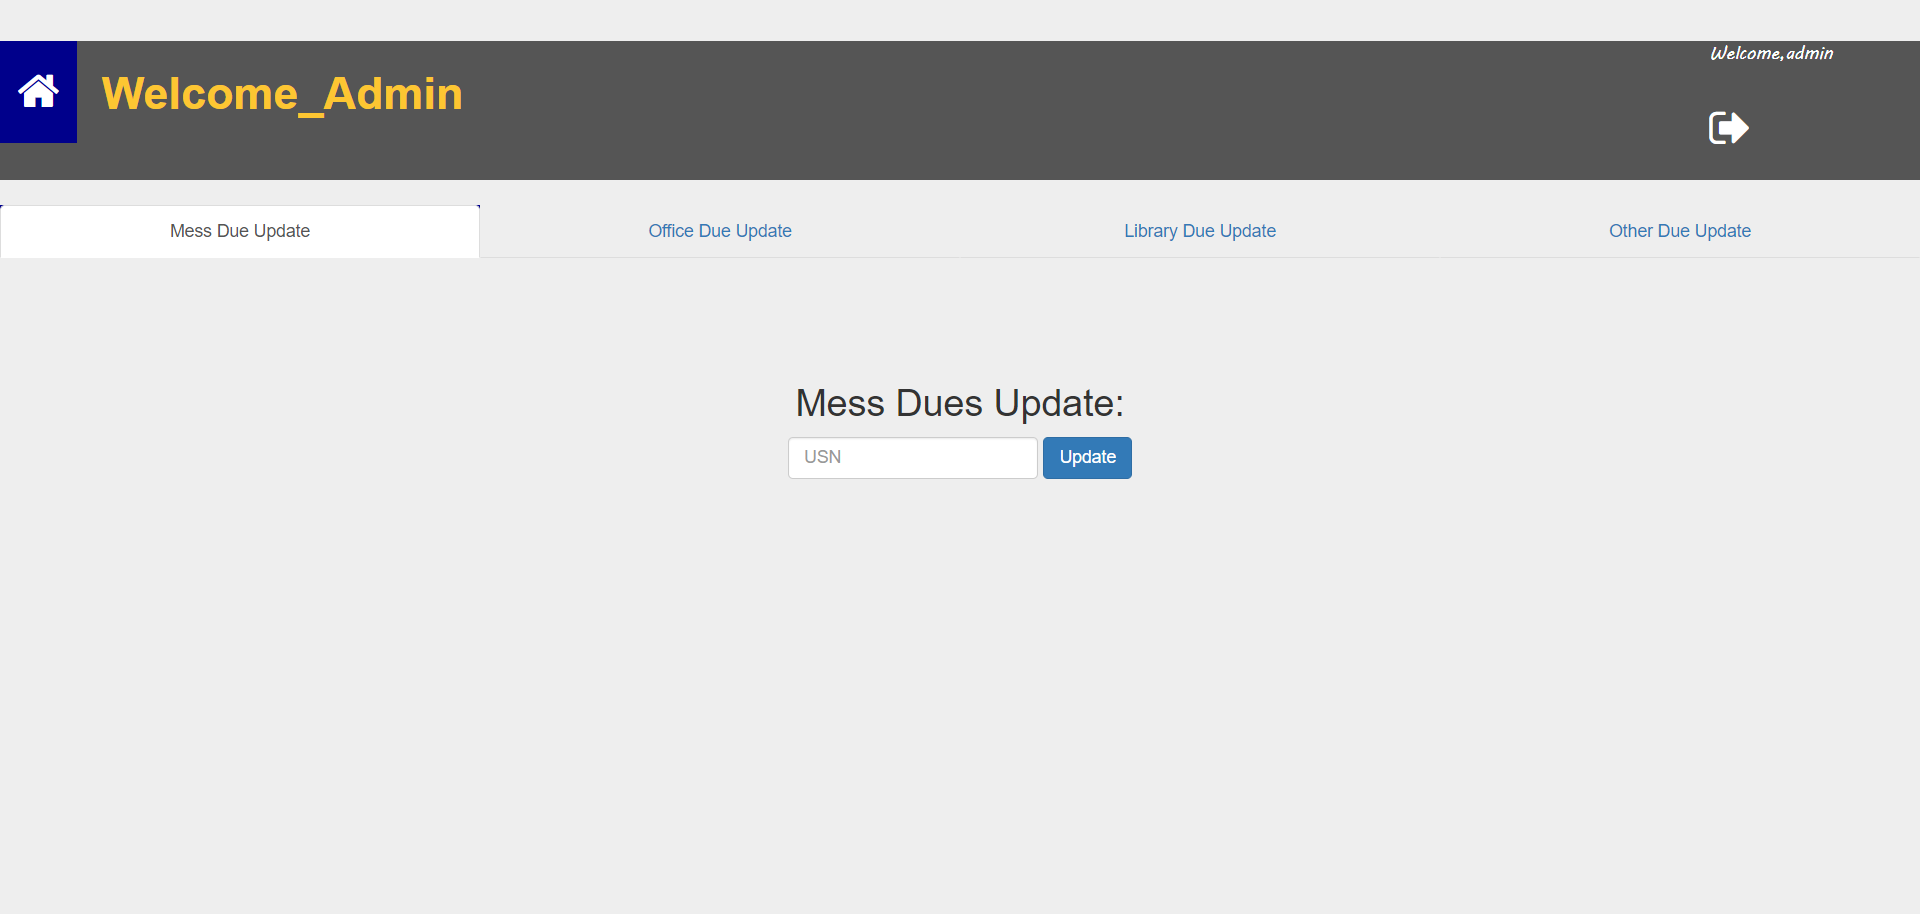 Welcome,admin
Welcome_Admin
Mess Due Update
Office Due Update
Library Due Update
Other Due Update
Mess Dues Update:
USN
Update